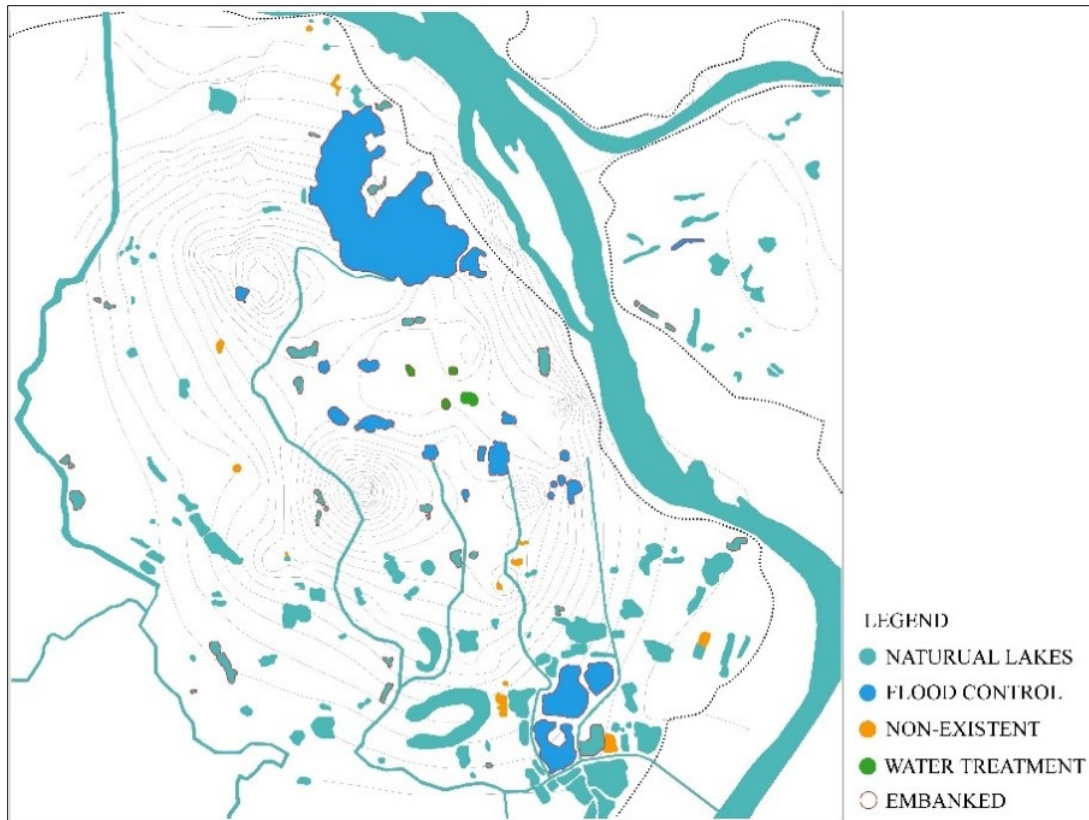 LEGEND
NATURUAL LAKES
FLOOD CONTROL
NON-EXISTENT
WATER TREATMENT
EMBANKED